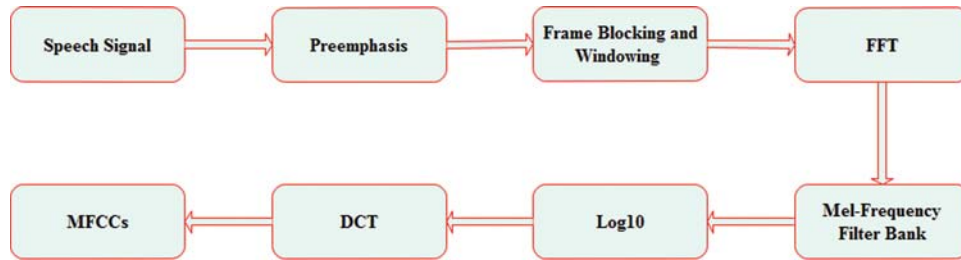 Speech Signal
Preemphasis
Frame Blocking and
Windowing
FFT
Mel-Frequency
Filter Bank
Log10
DCT
MFCCs